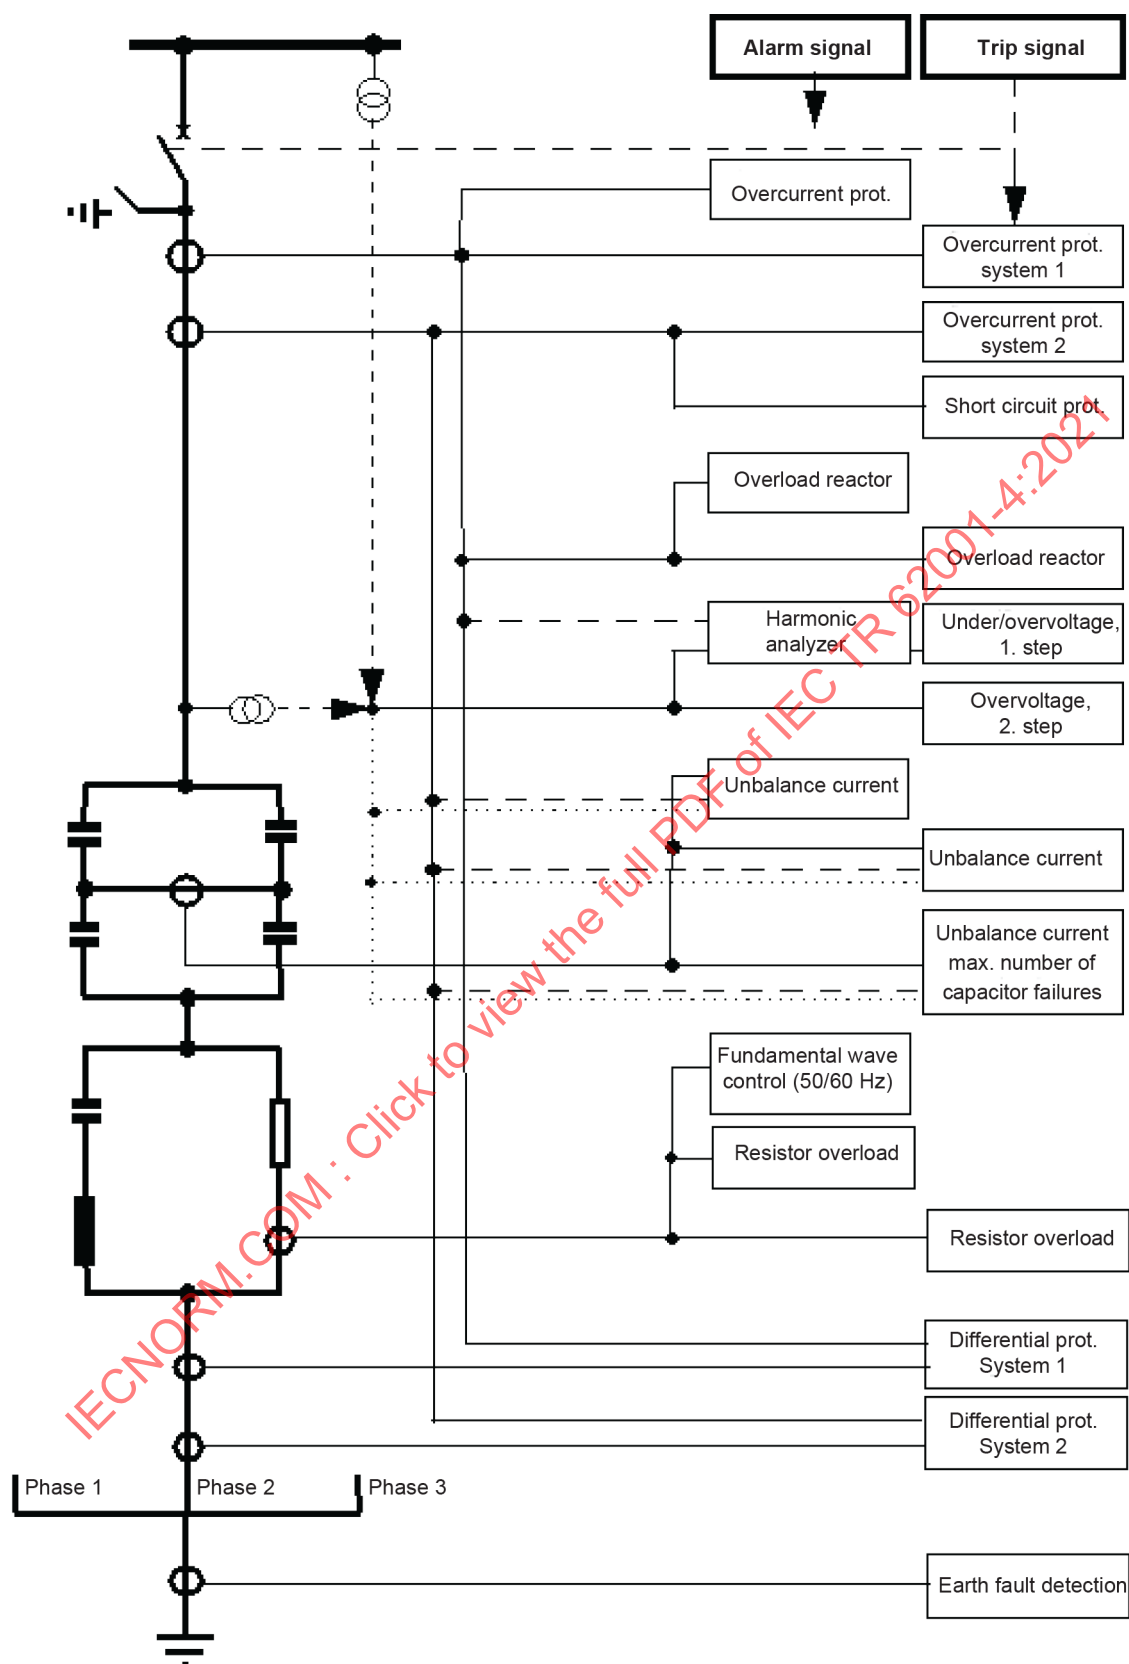 Alarm signal
Trip signal
Overcurrent prot.
Overcurrent prot.
system 1
Overcurrent prot.
system 2
Short circuit prot.
Overload reactor
Overload reactor
Harmonic
analyzer
Under/overvoltage,
1. step
Overvoltage,
2. step
Unbalance current
Unbalance current
Unbalance current
max. number of
capacitor failures
Fundamental wave
control (50/60 Hz)
Resistor overload
Resistor overload
Differential prot.
System 1
Differential prot.
System 2
Phase 1
Phase 2
Phase 3
Earth fault detection
IECNORM.COM : Click to view the full PDF of IEC TR 62001-4:2021